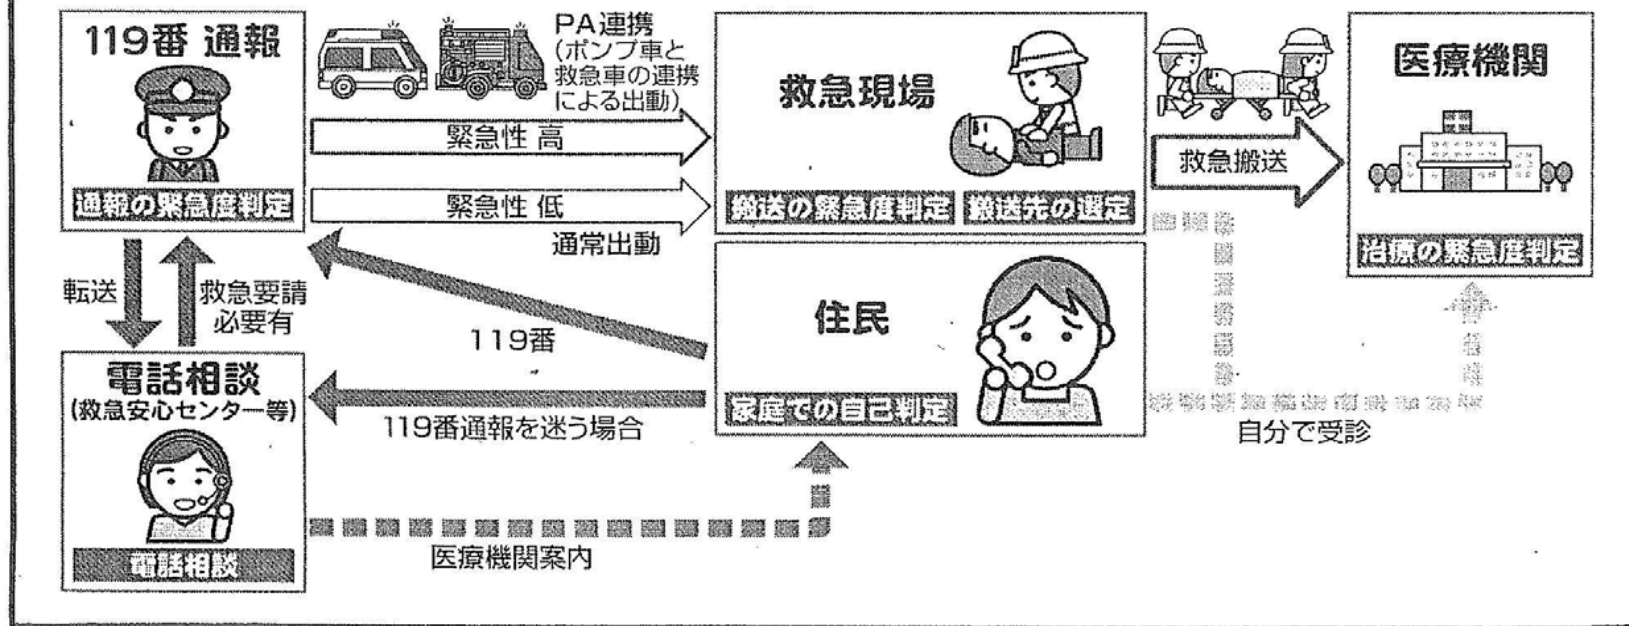 119番 通報
通報の緊急度判定
PA連携
(ポンプ車と
救急車の連携
による出動)
緊急性 高
緊急性 低
通常出動
救急現場
搬送の緊急度判定
搬送先の選定
救急搬送
医療機関
治療の緊急度判定
転送
救急要請
必要有
119番
住民
家庭での自己判定
自分で受診
電話相談
(救急安心センター等)
電話相談
119番通報を迷う場合
医療機関案内